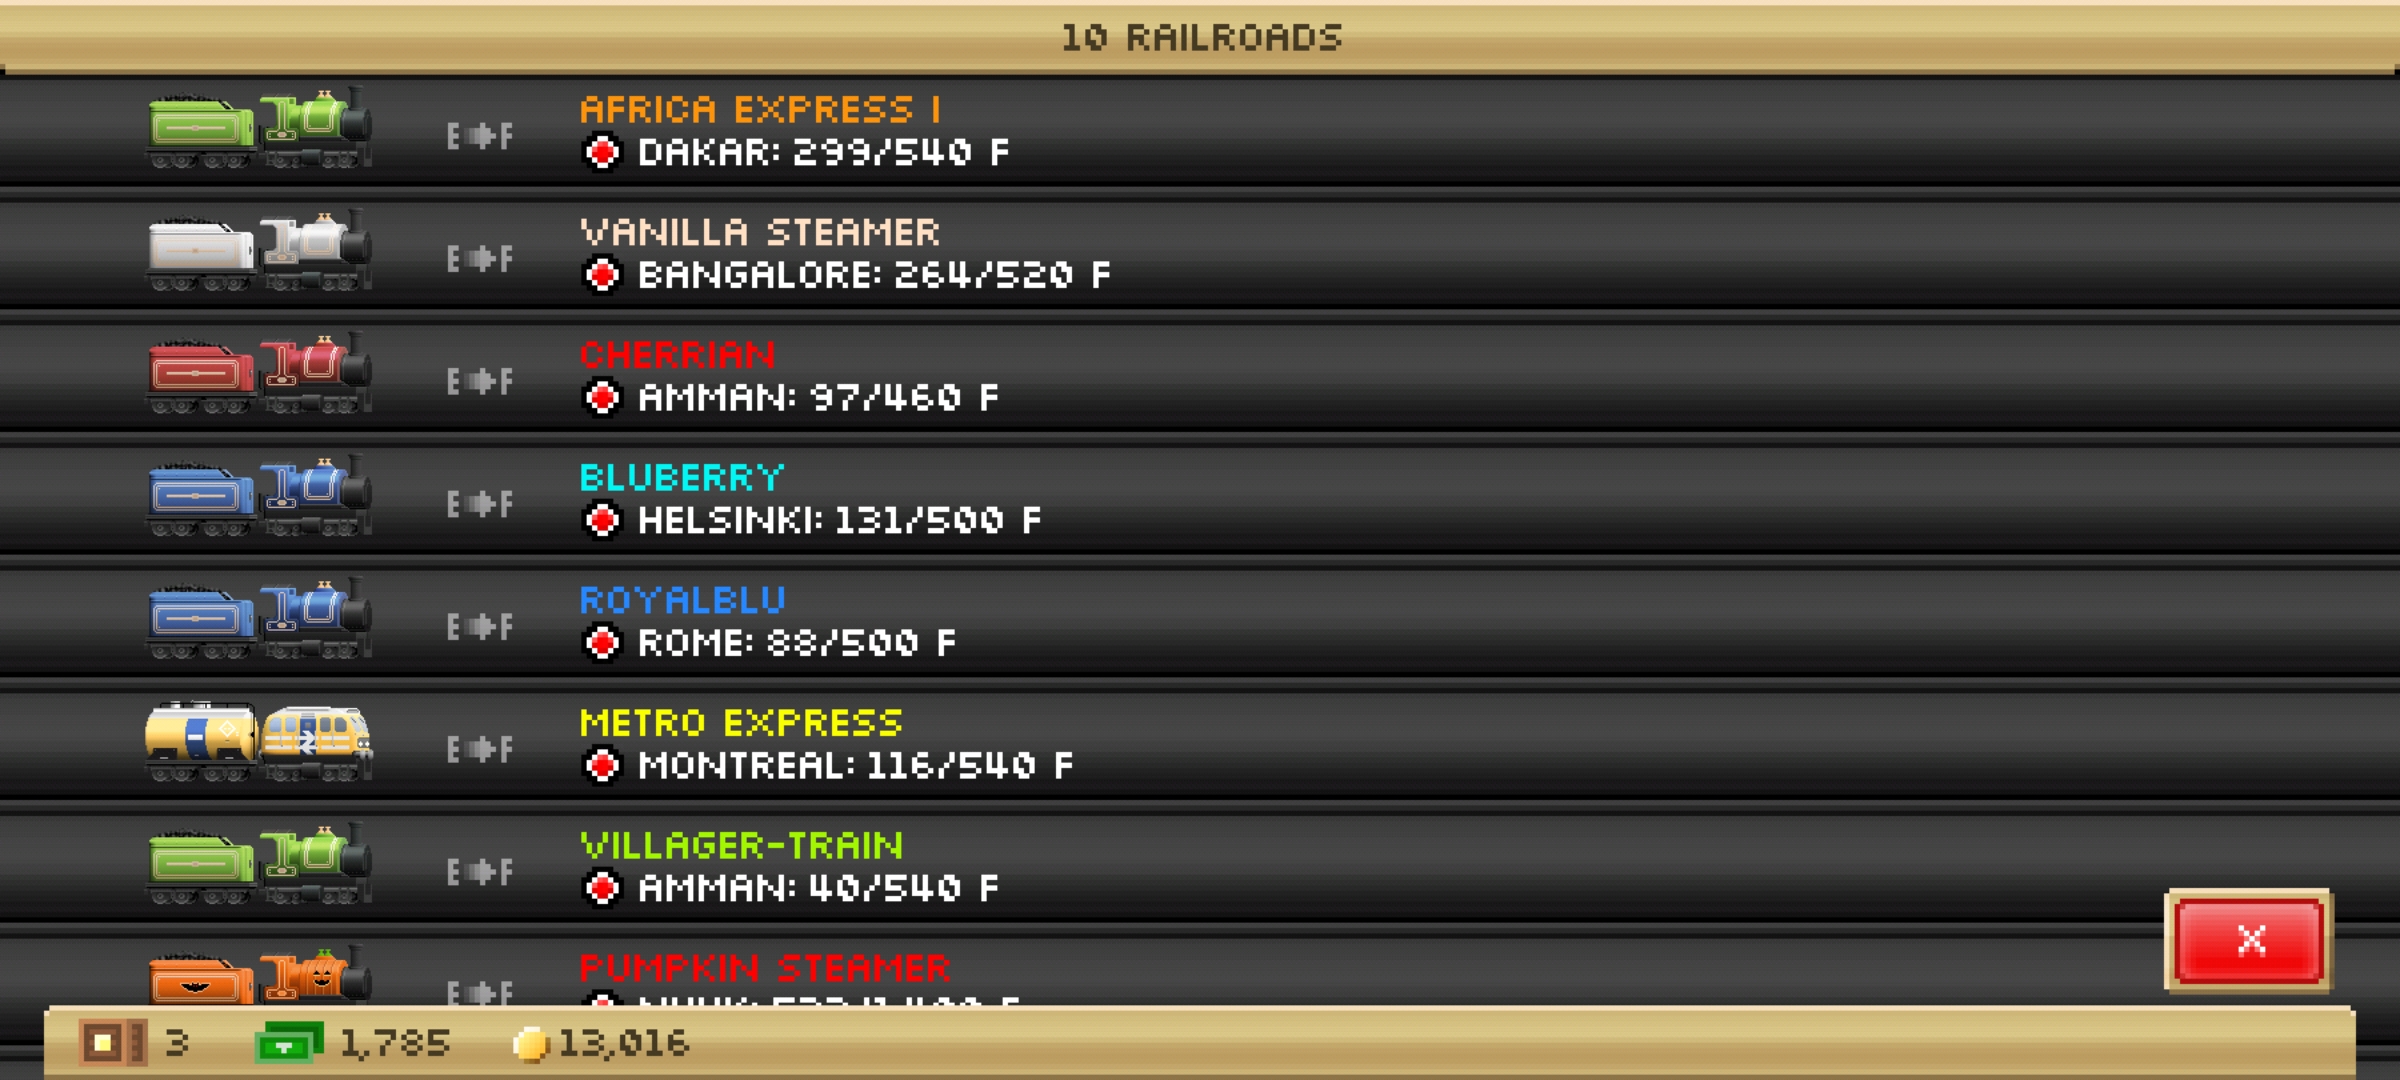 10 RAILROADS
AFRICA EXPRESS I
E F
DAKAR: 299/540 F
VANILLA STEAMER
E F
BANGALORE: 264/520 F
CHERRIAN
E F
AMMAN: 97/460 F
BLUBERRY
E F
HELSINKI: 131/500 F
ROYALBLU
E F
ROME: 88/500 F
METRO EXPRESS
E F
MONTREAL: 116/540 F
VILLAGER-TRAIN
E F
AMMAN: 40/540 F
PUMPKIN STEAMER
E F
X
3 1,785 13,016